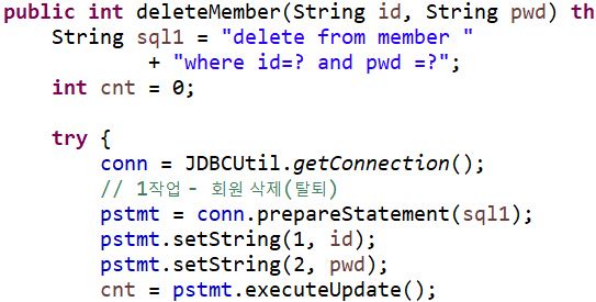 public int deleteMember(String id, String pwd) th
String sql1 = "delete from member "
+ "where id=? and pwd =?";
int cnt = 0;
try {
conn = JDBCUtil.getConnection();
// 1작업 - 회원 삭제(탈퇴)
pstmt = conn.prepareStatement(sql1);
pstmt.setString(1, id);
pstmt.setString(2, pwd);
cnt = pstmt.executeUpdate();